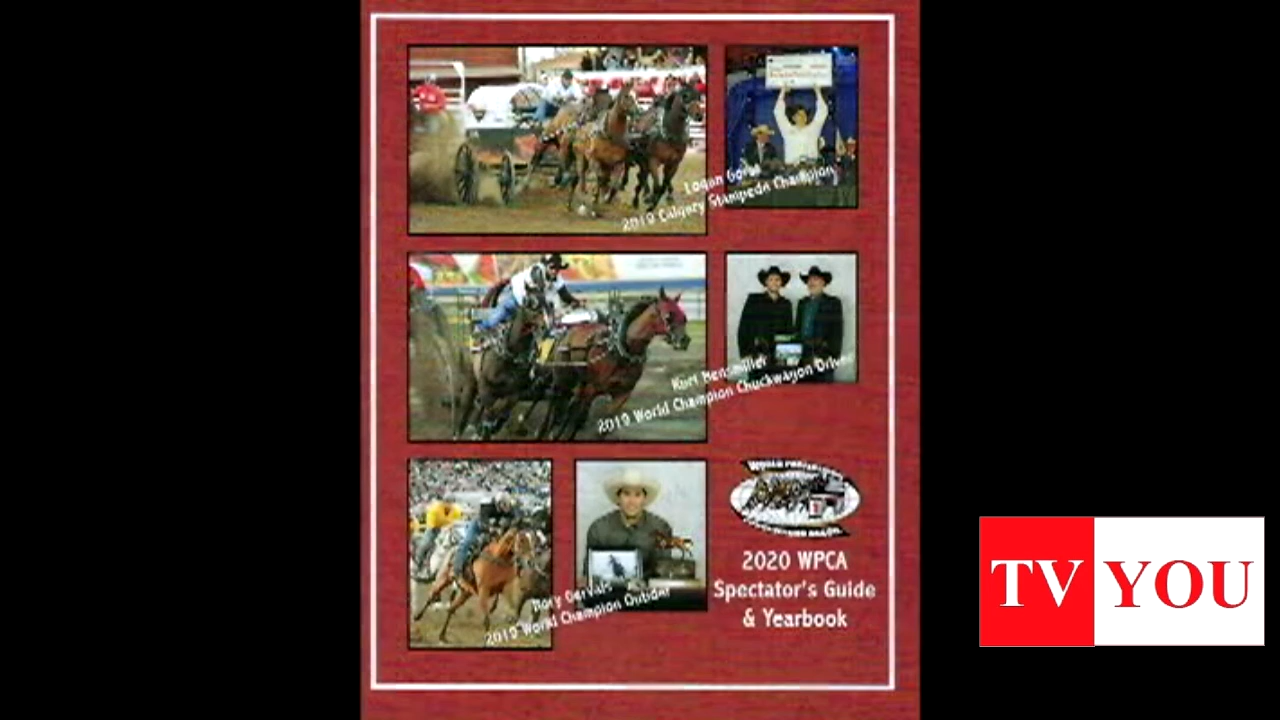 Logan
2019 Calgary Stampede Champion
Kurt Bensmiller
2019 World Champion Chuckwagon Driver
Rory Gervais
2019 World Champion Outrider
2020 WPCA
Spectator's Guide
& Yearbook
TV YOU